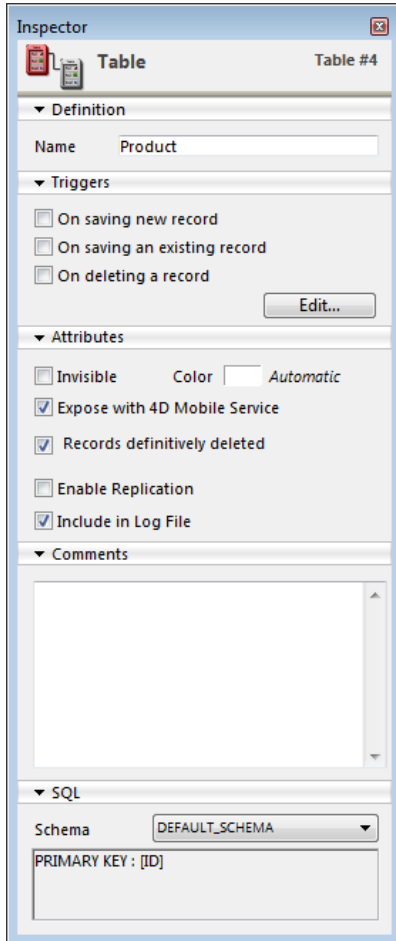 Inspector
Table Table #4
Definition
Name Product
Triggers
On saving new record
On saving an existing record
On deleting a record
Edit...
Attributes
Invisible Color Automatic
Expose with 4D Mobile Service
Records definitively deleted
Enable Replication
Include in Log File
Comments
SQL
Schema DEFAULT_SCHEMA
PRIMARY KEY : [ID]